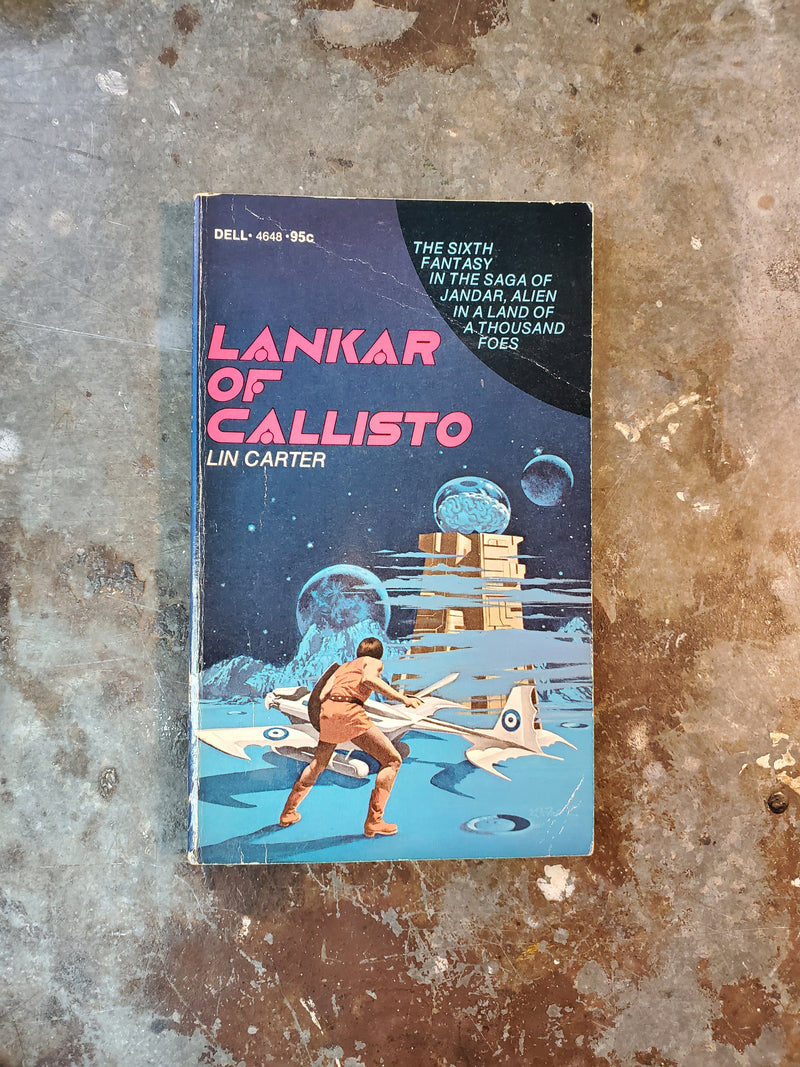 DELL • 4648 • 95c
THE SIXTH
FANTASY
IN THE SAGA OF
JANDAR, ALIEN
IN A LAND OF
A THOUSAND
FOES
LANKAR
OF
CALLISTO
LIN CARTER